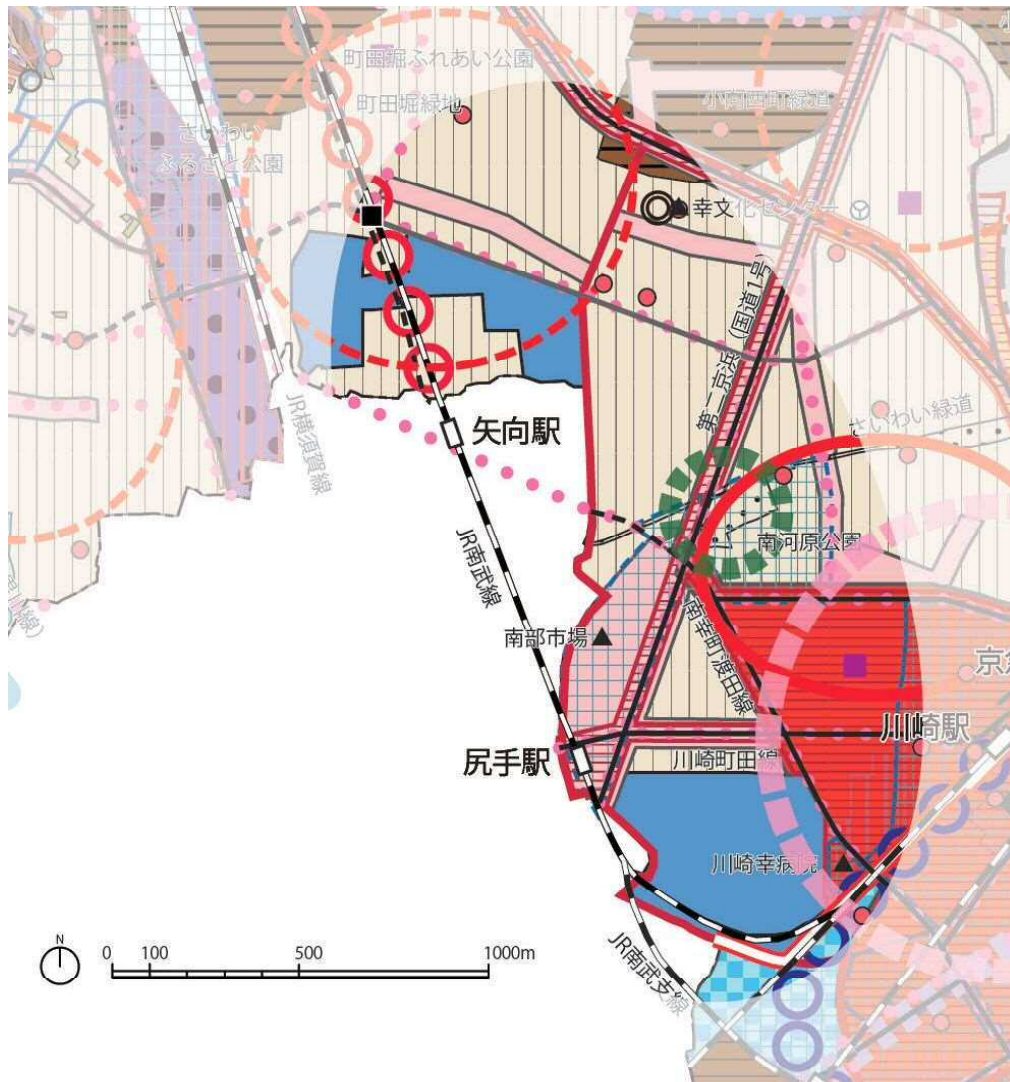 町田堀ふれあい公園
町田堀緑地
小向西町緑道
さいわい
ふるさと公園
幸文化センター
第二京浜(国道1号)
さいわい緑道
JR横須賀線
矢向駅
南河原公園
JR南武線
南部市場
南幸町渡田線
川崎駅
尻手駅
川崎町田線
川崎幸病院
JR南武支線
N
0 100 500 1000m